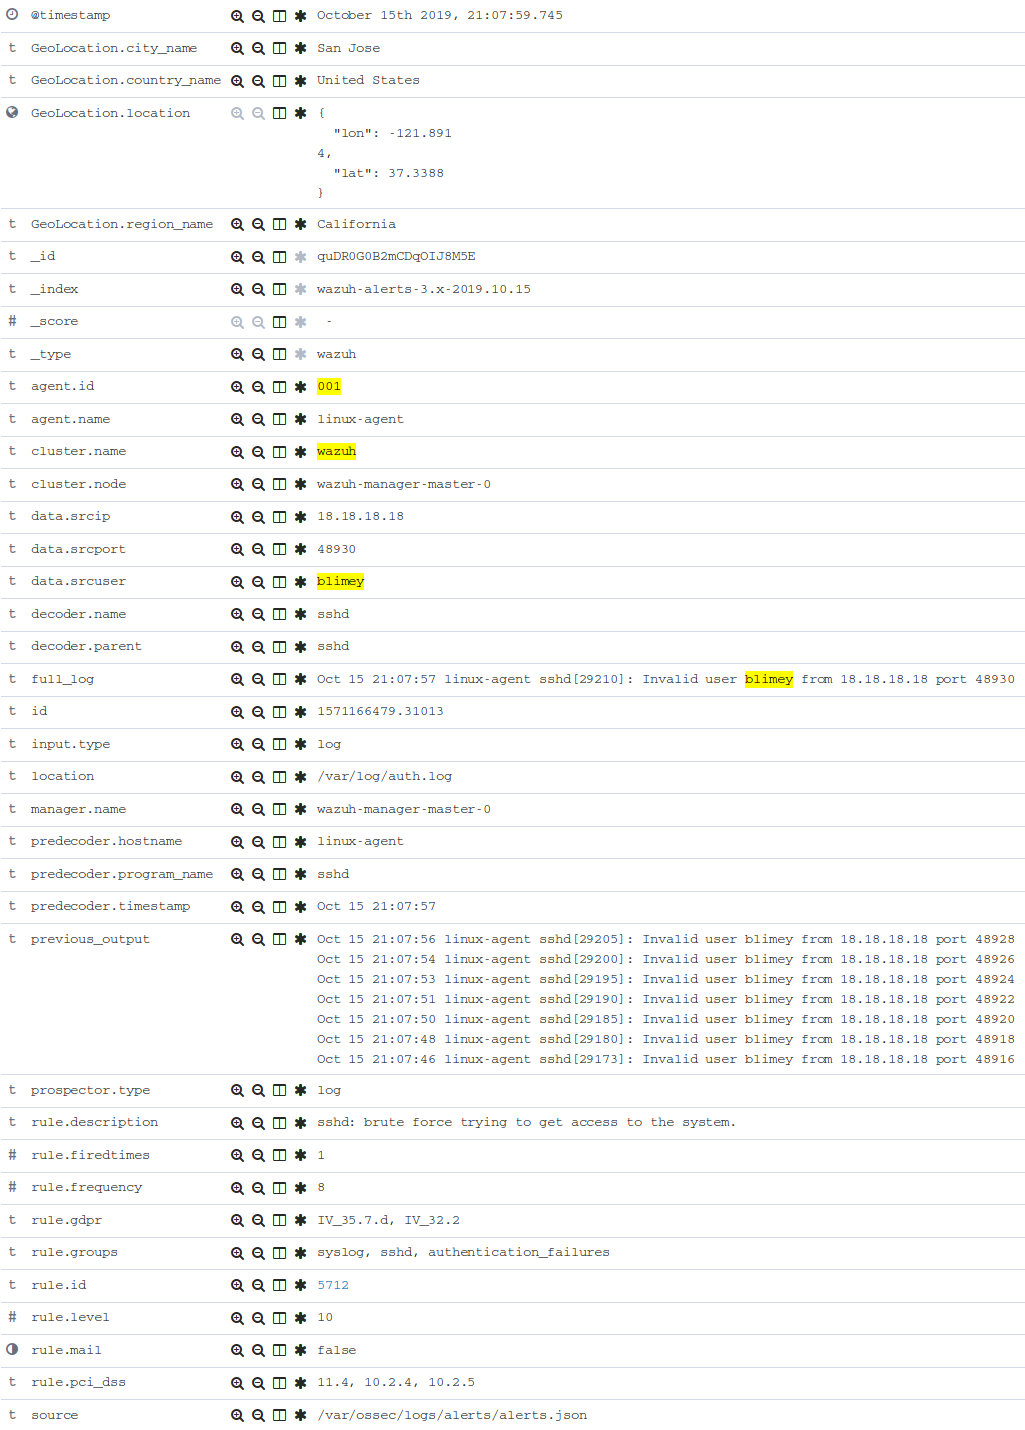 t @timestamp October 15th 2019, 21:07:59.745
t GeoLocation.city_name San Jose
t GeoLocation.country_name United States
GeoLocation.location {
"lon": -121.891
4,
"lat": 37.3388
}
t GeoLocation.region_name California
t _id quDR0G0B2mCDqOIJ8M5E
t _index wazuh-alerts-3.x-2019.10.15
# _score -
t _type wazuh
t agent.id 001
t agent.name linux-agent
t cluster.name wazuh
t cluster.node wazuh-manager-master-0
t data.srcip 18.18.18.18
t data.srcport 48930
t data.srcuser blimey
t decoder.name sshd
t decoder.parent sshd
t full_log Oct 15 21:07:57 linux-agent sshd[29210]: Invalid user blimey from 18.18.18.18 port 48930
t id 1571166479.31013
t input.type log
t location /var/log/auth.log
t manager.name wazuh-manager-master-0
t predecoder.hostname linux-agent
t predecoder.program_name sshd
t predecoder.timestamp Oct 15 21:07:57
t previous_output Oct 15 21:07:56 linux-agent sshd[29205]: Invalid user blimey from 18.18.18.18 port 48928
Oct 15 21:07:54 linux-agent sshd[29200]: Invalid user blimey from 18.18.18.18 port 48926
Oct 15 21:07:53 linux-agent sshd[29195]: Invalid user blimey from 18.18.18.18 port 48924
Oct 15 21:07:51 linux-agent sshd[29190]: Invalid user blimey from 18.18.18.18 port 48922
Oct 15 21:07:50 linux-agent sshd[29185]: Invalid user blimey from 18.18.18.18 port 48920
Oct 15 21:07:48 linux-agent sshd[29180]: Invalid user blimey from 18.18.18.18 port 48918
Oct 15 21:07:46 linux-agent sshd[29173]: Invalid user blimey from 18.18.18.18 port 48916
t prospector.type log
t rule.description sshd: brute force trying to get access to the system.
# rule.firedtimes 1
# rule.frequency 8
t rule.gdpr IV_35.7.d, IV_32.2
t rule.groups syslog, sshd, authentication_failures
t rule.id 5712
# rule.level 10
rule.mail false
t rule.pci_dss 11.4, 10.2.4, 10.2.5
t source /var/ossec/logs/alerts/alerts.json